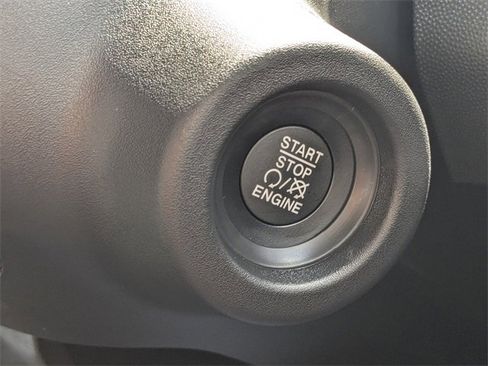 START
STOP
/
ENGINE